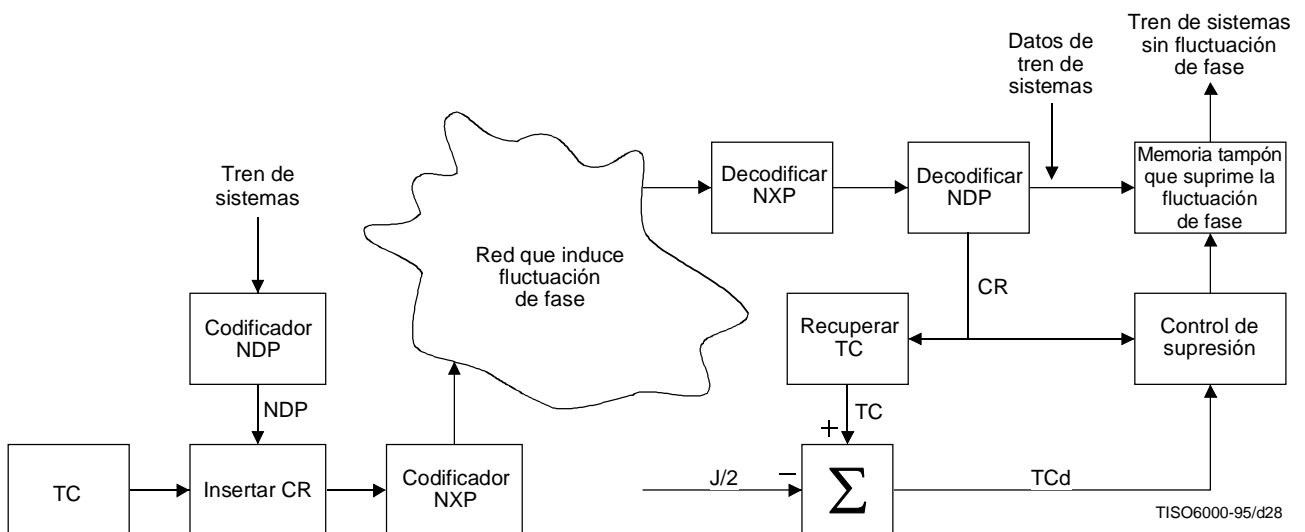 Tren de sistemas
sin fluctuación
de fase
Datos de
tren de
sistemas
Tren de
sistemas
Decodificar
NXP
Decodificar
NDP
Memoria tampón
que suprime la
fluctuación
de fase
Red que induce
fluctuación
de fase
CR
Codificador
NDP
Recuperar
TC
Control de
supresión
NDP
TC
+
TC
Insertar CR
Codificador
NXP
J/2
–
Σ
TCd
TISO6000-95/d28